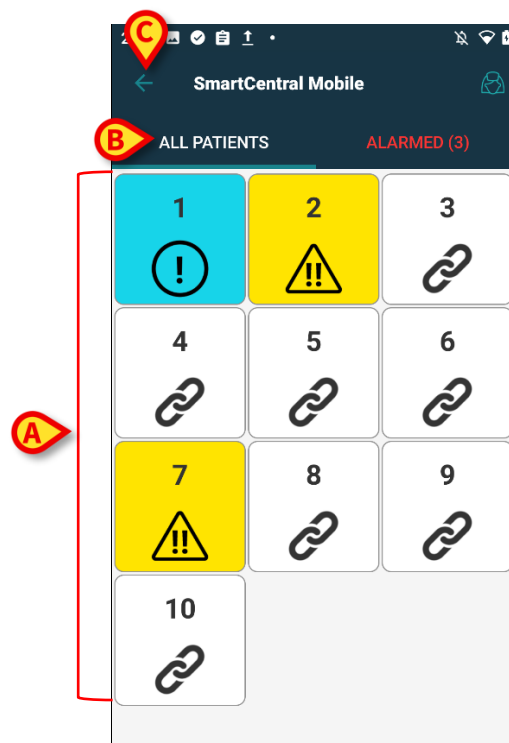 C
SmartCentral Mobile
B ALL PATIENTS ALARMED (3)
1 2 3
! !!
4 5 6
A
7 8 9
!!
10